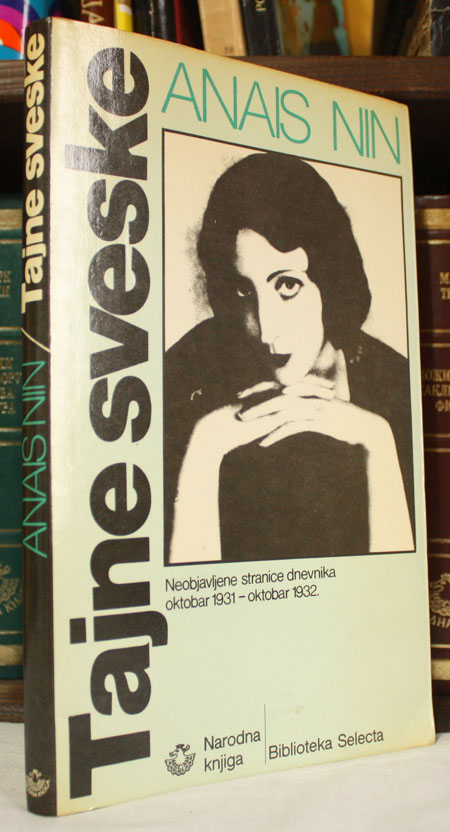 ANAIS NIN
Tajne sveske
Neobjavljene stranice dnevnika
oktobar 1931 – oktobar 1932.
Narodna
knjiga
Biblioteka Selecta
ANAIS NIN / Tajne sveske